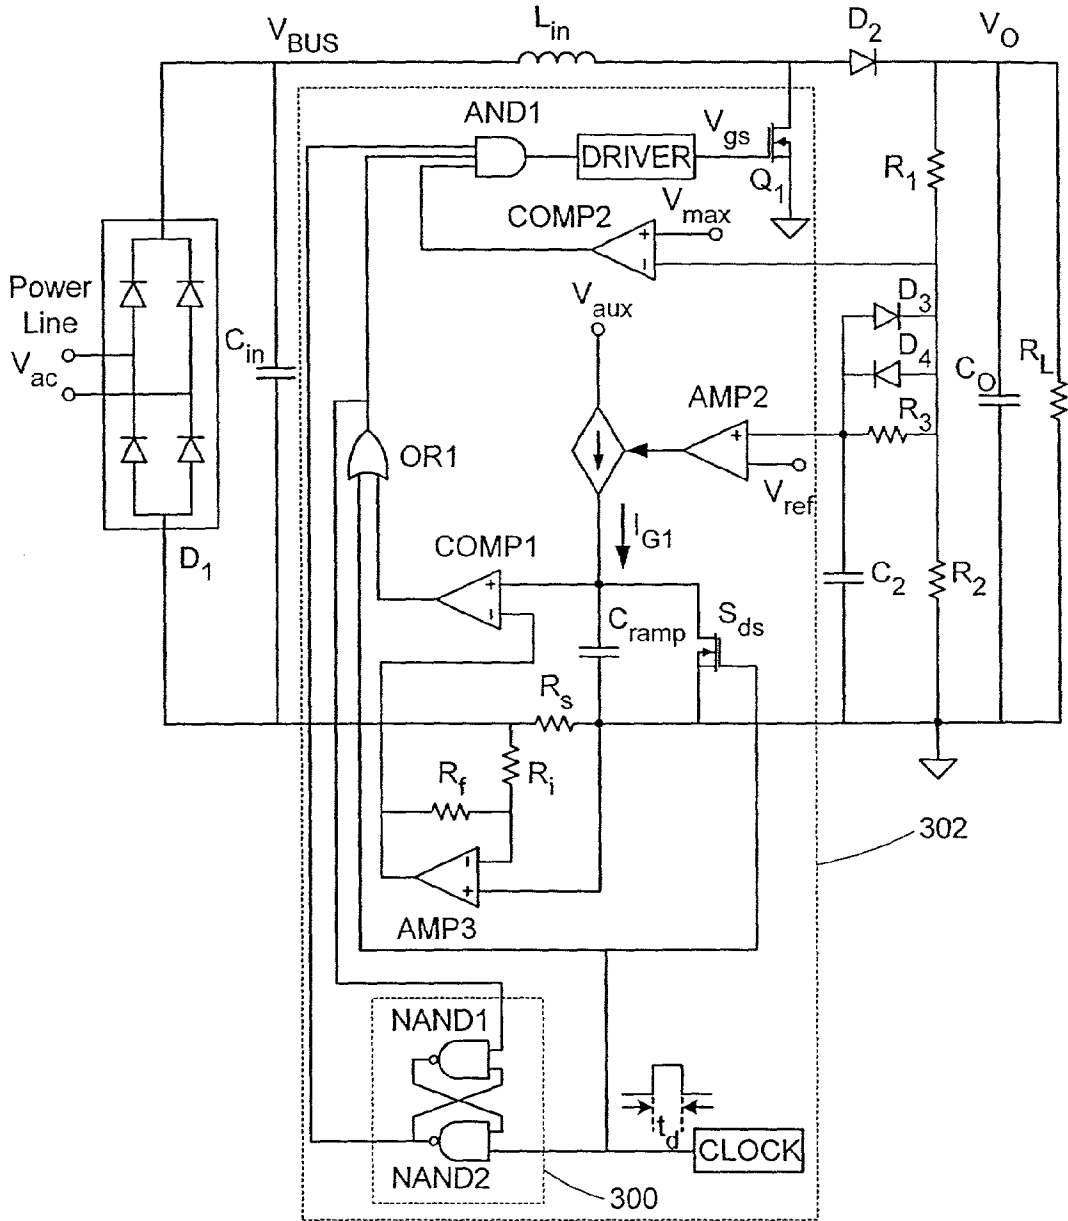 V_BUS
L_in
D_2
V_O
AND1
DRIVER
V_gs
Q_1
R_1
COMP2
V_max
+
-
Power
Line
V_ac
C_in
V_aux
D_3
D_4
R_3
C_O
R_L
OR1
AMP2
+
-
V_ref
D_1
I_G1
COMP1
+
-
C_ramp
S_ds
C_2
R_2
R_s
R_f
R_i
302
-
+
AMP3
NAND1
NAND2
t_d
CLOCK
300